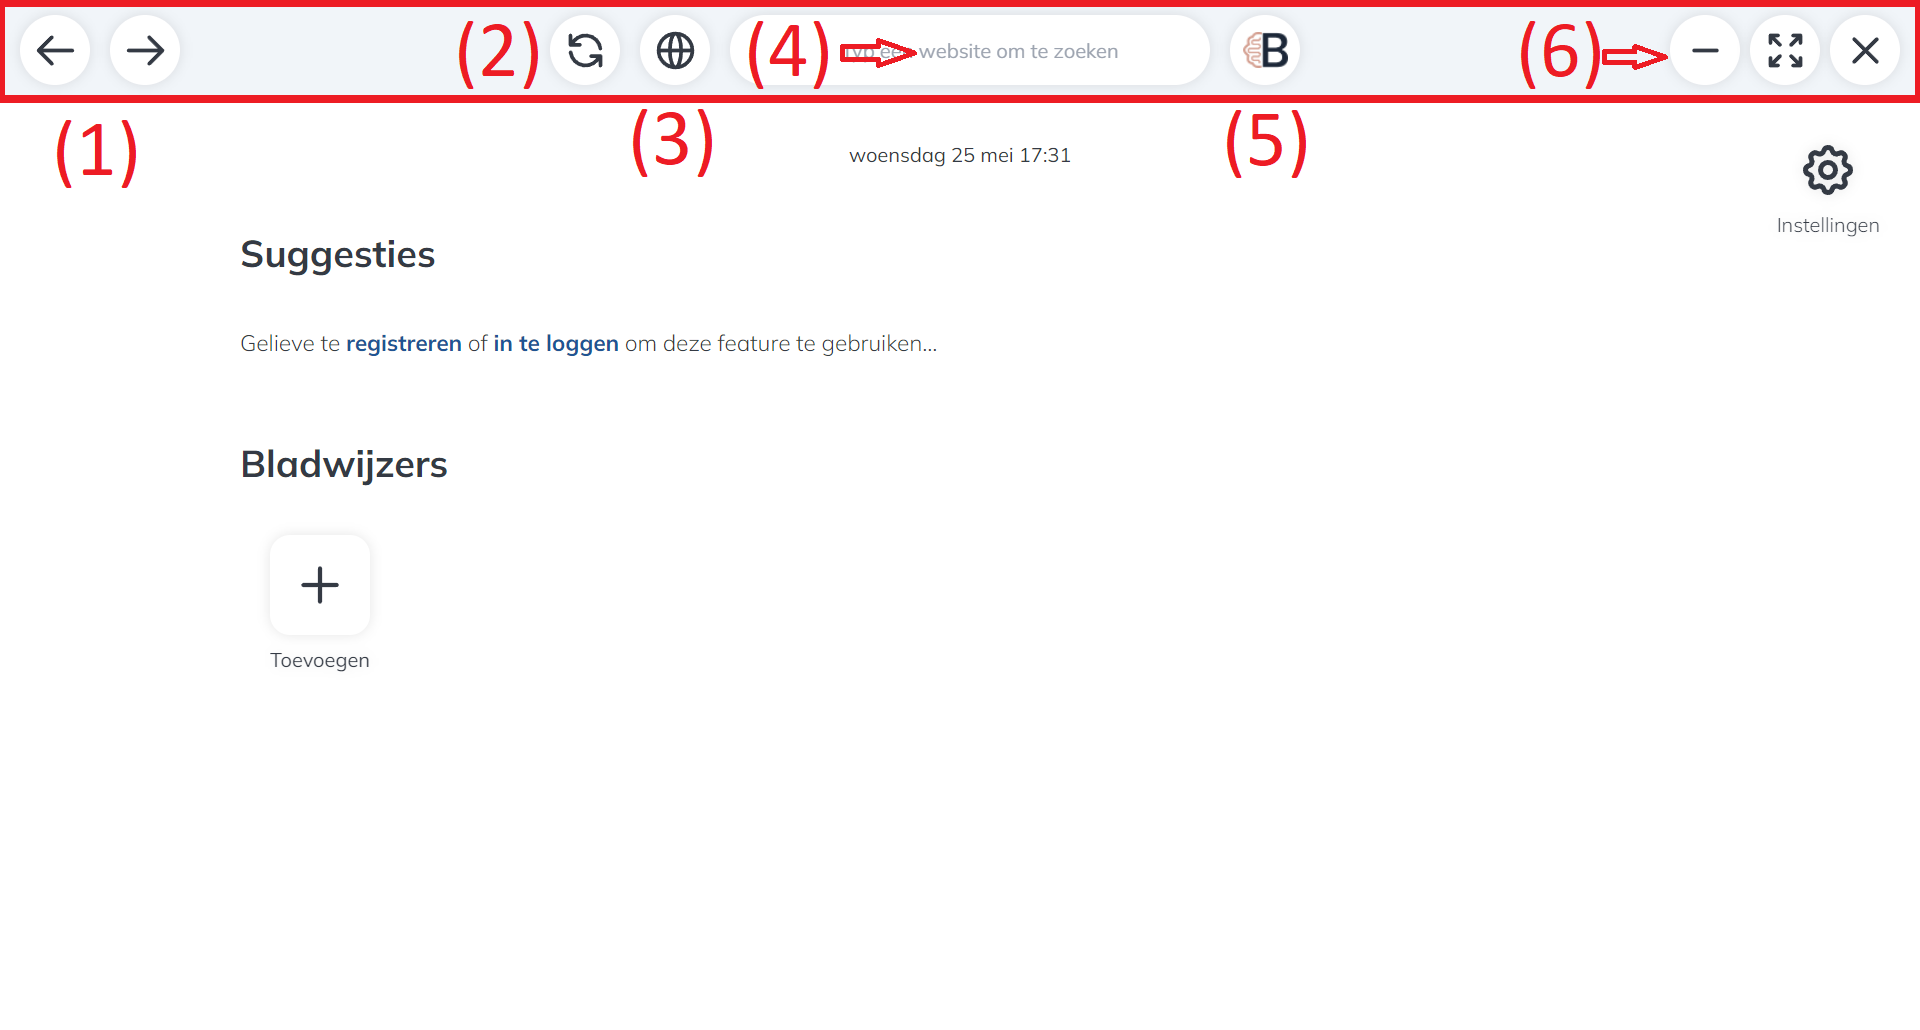 (2) (4) website om te zoeken B (6)
(1) (3) (5)
woensdag 25 mei 17:31
Instellingen
Suggesties
Gelieve te registreren of in te loggen om deze feature te gebruiken...
Bladwijzers
Toevoegen